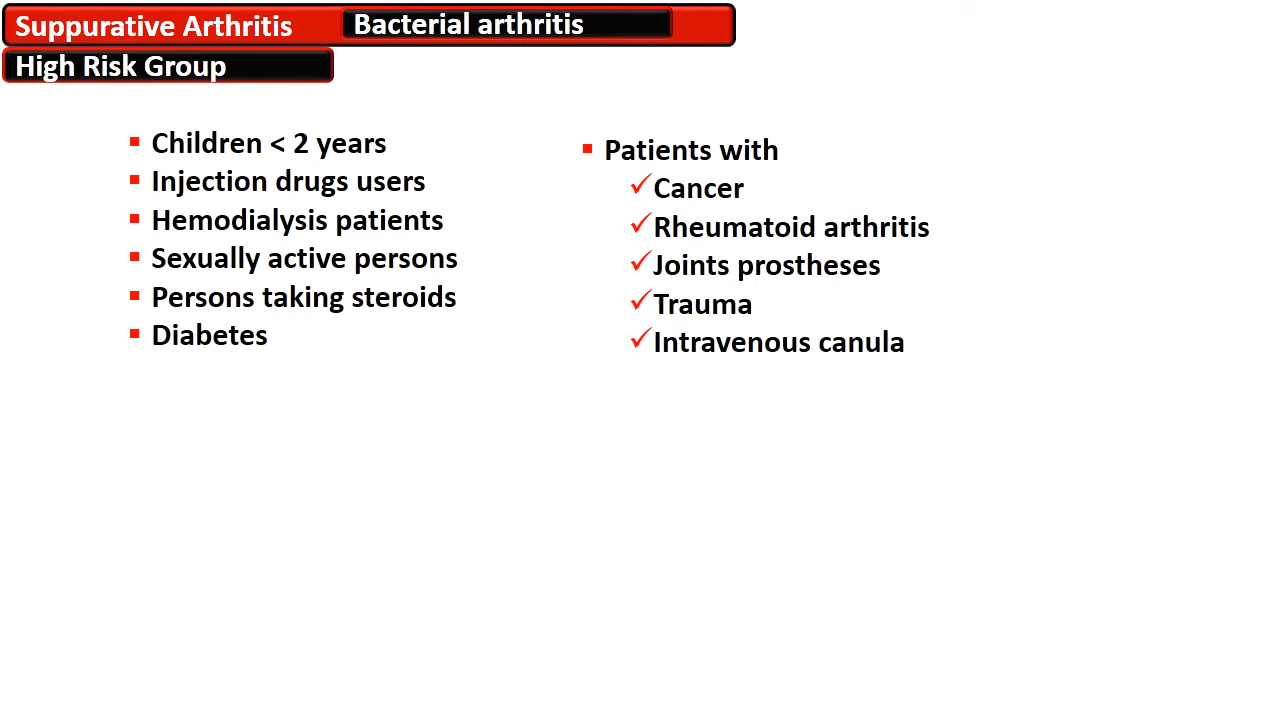 Suppurative Arthritis
Bacterial arthritis
High Risk Group
▪ Children < 2 years
▪ Injection drugs users
▪ Hemodialysis patients
▪ Sexually active persons
▪ Persons taking steroids
▪ Diabetes
▪ Patients with
✓Cancer
✓Rheumatoid arthritis
✓Joints prostheses
✓Trauma
✓Intravenous canula